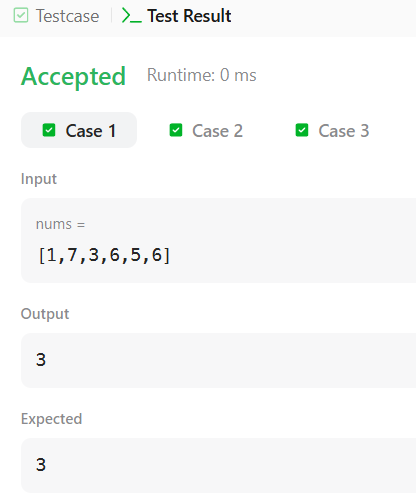 Testcase Test Result
Accepted Runtime: 0 ms
Case 1 Case 2 Case 3
Input
nums =
[1,7,3,6,5,6]
Output
3
Expected
3